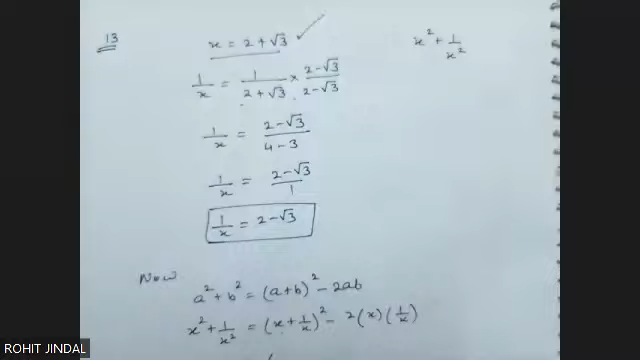 13
x = 2 + √3 ✓
x² + 1/x²
1/x = 1/(2 + √3) × (2 - √3)/(2 - √3)
1/x = (2 - √3)/(4 - 3)
1/x = (2 - √3)/1
1/x = 2 - √3
Now
a² + b² = (a + b)² - 2ab
x² + 1/x² = (x + 1/x)² - 2(x)(1/x)
ROHIT JINDAL